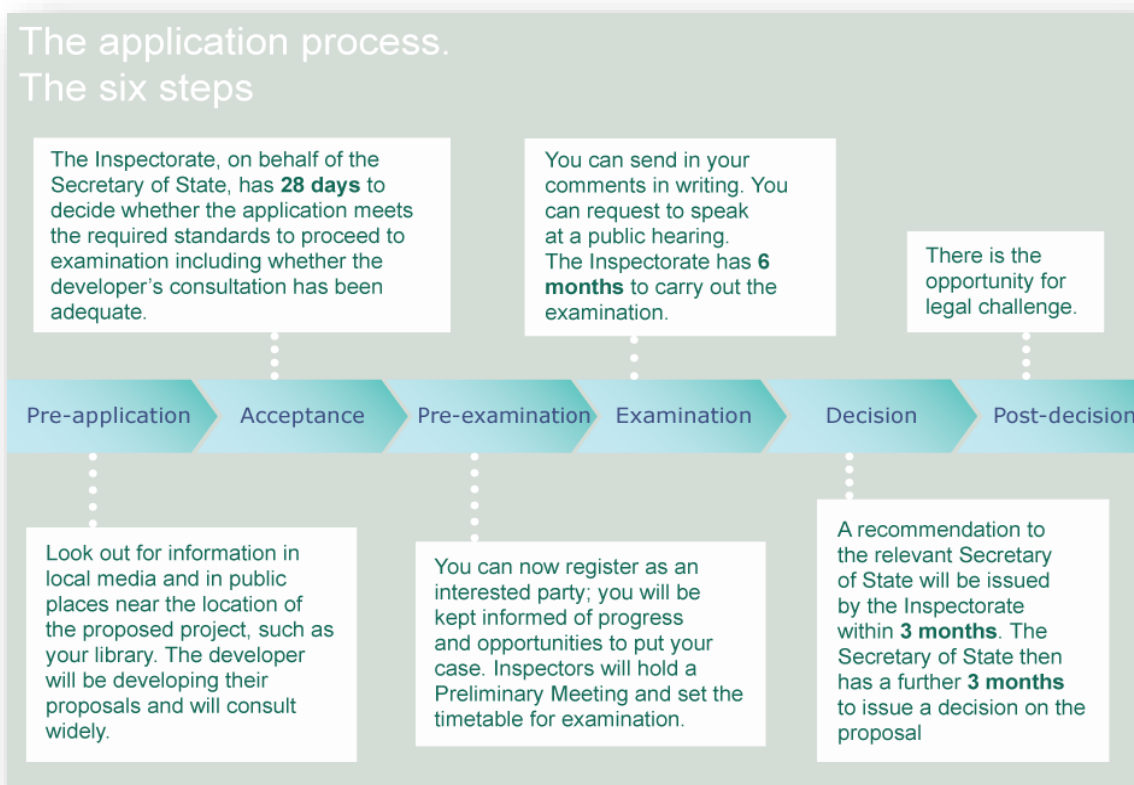 The application process.
The six steps
The Inspectorate, on behalf of the
Secretary of State, has 28 days to
decide whether the application meets
the required standards to proceed to
examination including whether the
developer's consultation has been
adequate.
You can send in your
comments in writing. You
can request to speak
at a public hearing.
The Inspectorate has 6
months to carry out the
examination.
There is the
opportunity for
legal challenge.
Pre-application
Acceptance
Pre-examination
Examination
Decision
Post-decision
Look out for information in
local media and in public
places near the location of
the proposed project, such as
your library. The developer
will be developing their
proposals and will consult
widely.
You can now register as an
interested party; you will be
kept informed of progress
and opportunities to put your
case. Inspectors will hold a
Preliminary Meeting and set the
timetable for examination.
A recommendation to
the relevant Secretary
of State will be issued
by the Inspectorate
within 3 months. The
Secretary of State then
has a further 3 months
to issue a decision on the
proposal